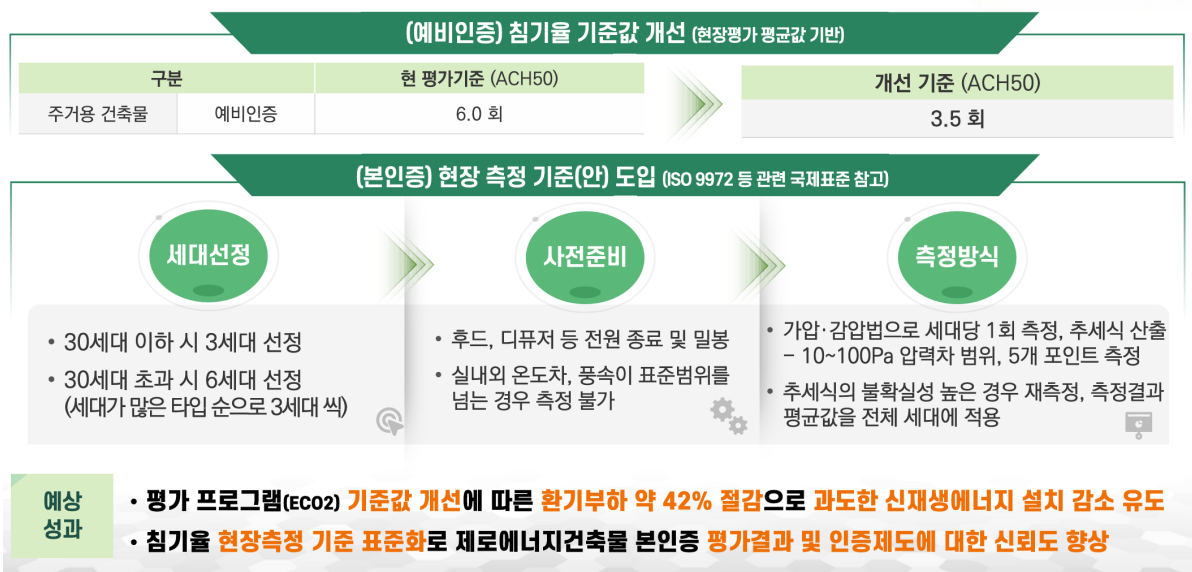 (예비인증) 침기율 기준값 개선 (현장평가 평균값 기반)
구분 현 평가기준 (ACH50)
주거용 건축물 예비인증 6.0 회
개선 기준 (ACH50)
3.5 회
(본인증) 현장 측정 기준(안) 도입 (ISO 9972 등 관련 국제표준 참고)
세대선정
• 30세대 이하 시 3세대 선정
• 30세대 초과 시 6세대 선정
(세대가 많은 타입 순으로 3세대 씩)
사전준비
• 후드, 디퓨저 등 전원 종료 및 밀봉
• 실내외 온도차, 풍속이 표준범위를
넘는 경우 측정 불가
측정방식
• 가압·감압법으로 세대당 1회 측정, 추세식 산출
– 10~100Pa 압력차 범위, 5개 포인트 측정
• 추세식의 불확실성 높은 경우 재측정, 측정결과
평균값을 전체 세대에 적용
예상
성과
• 평가 프로그램(ECO2) 기준값 개선에 따른 환기부하 약 42% 절감으로 과도한 신재생에너지 설치 감소 유도
• 침기율 현장측정 기준 표준화로 제로에너지건축물 본인증 평가결과 및 인증제도에 대한 신뢰도 향상